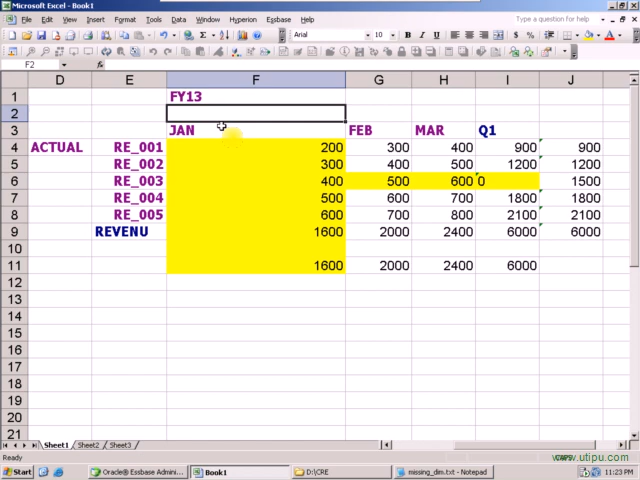 Microsoft Excel - Book1
File Edit View Insert Format Tools Data Window Hyperion Essbase Help Type a question for help
Arial 10 B I U
F2 fx
D E F G H I J
1 FY13
2
3 JAN FEB MAR Q1
4 ACTUAL RE_001 200 300 400 900 900
5 RE_002 300 400 500 1200 1200
6 RE_003 400 500 600 0 1500
7 RE_004 500 600 700 1800 1800
8 RE_005 600 700 800 2100 2100
9 REVENU 1600 2000 2400 6000 6000
10
11 1600 2000 2400 6000
12
13
14
15
16
17
18
19
20
21
Sheet1 Sheet2 Sheet3
Ready
www.utipu.com
Start Oracle® Essbase Admini... Book1 D:\CRE missing_dim.txt - Notepad 11:23 PM